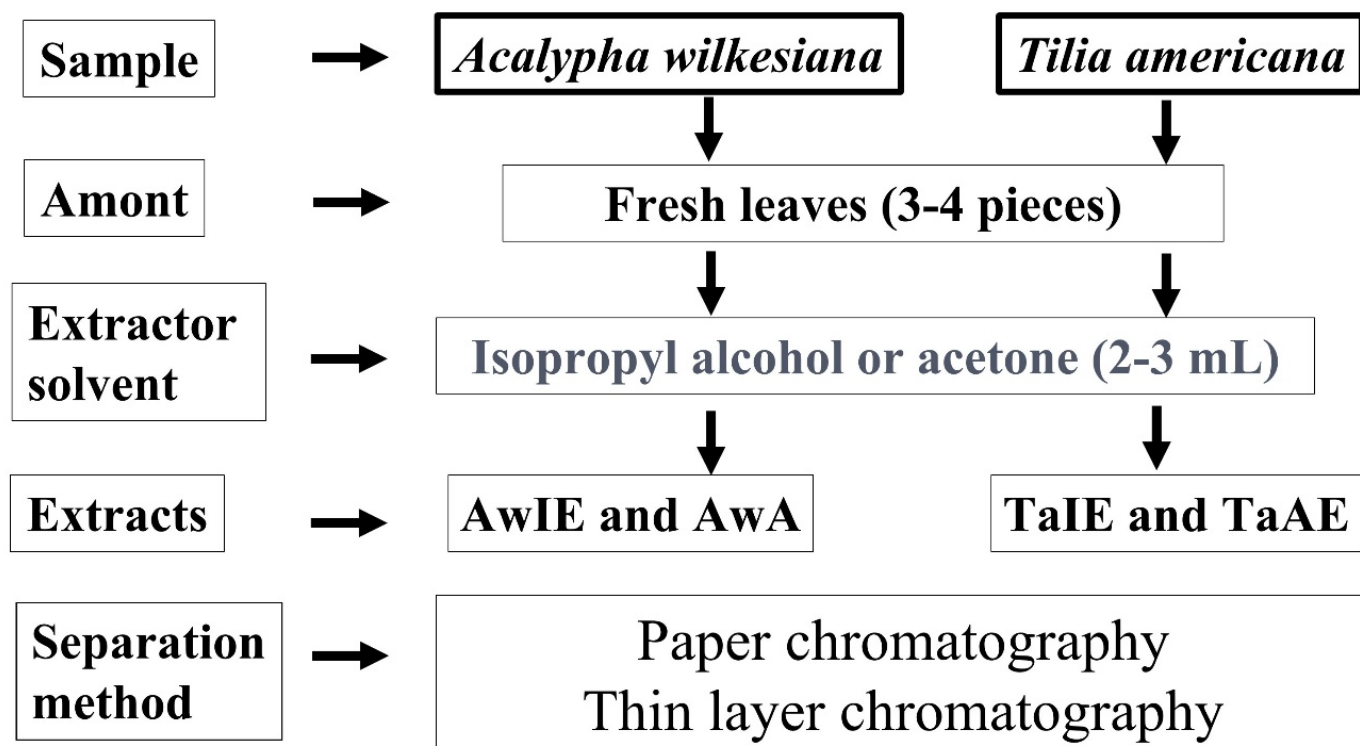 Sample
Acalypha wilkesiana
Tilia americana
Amont
Fresh leaves (3-4 pieces)
Extractor
solvent
Isopropyl alcohol or acetone (2-3 mL)
Extracts
AwIE and AwA
TaIE and TaAE
Separation
method
Paper chromatography
Thin layer chromatography